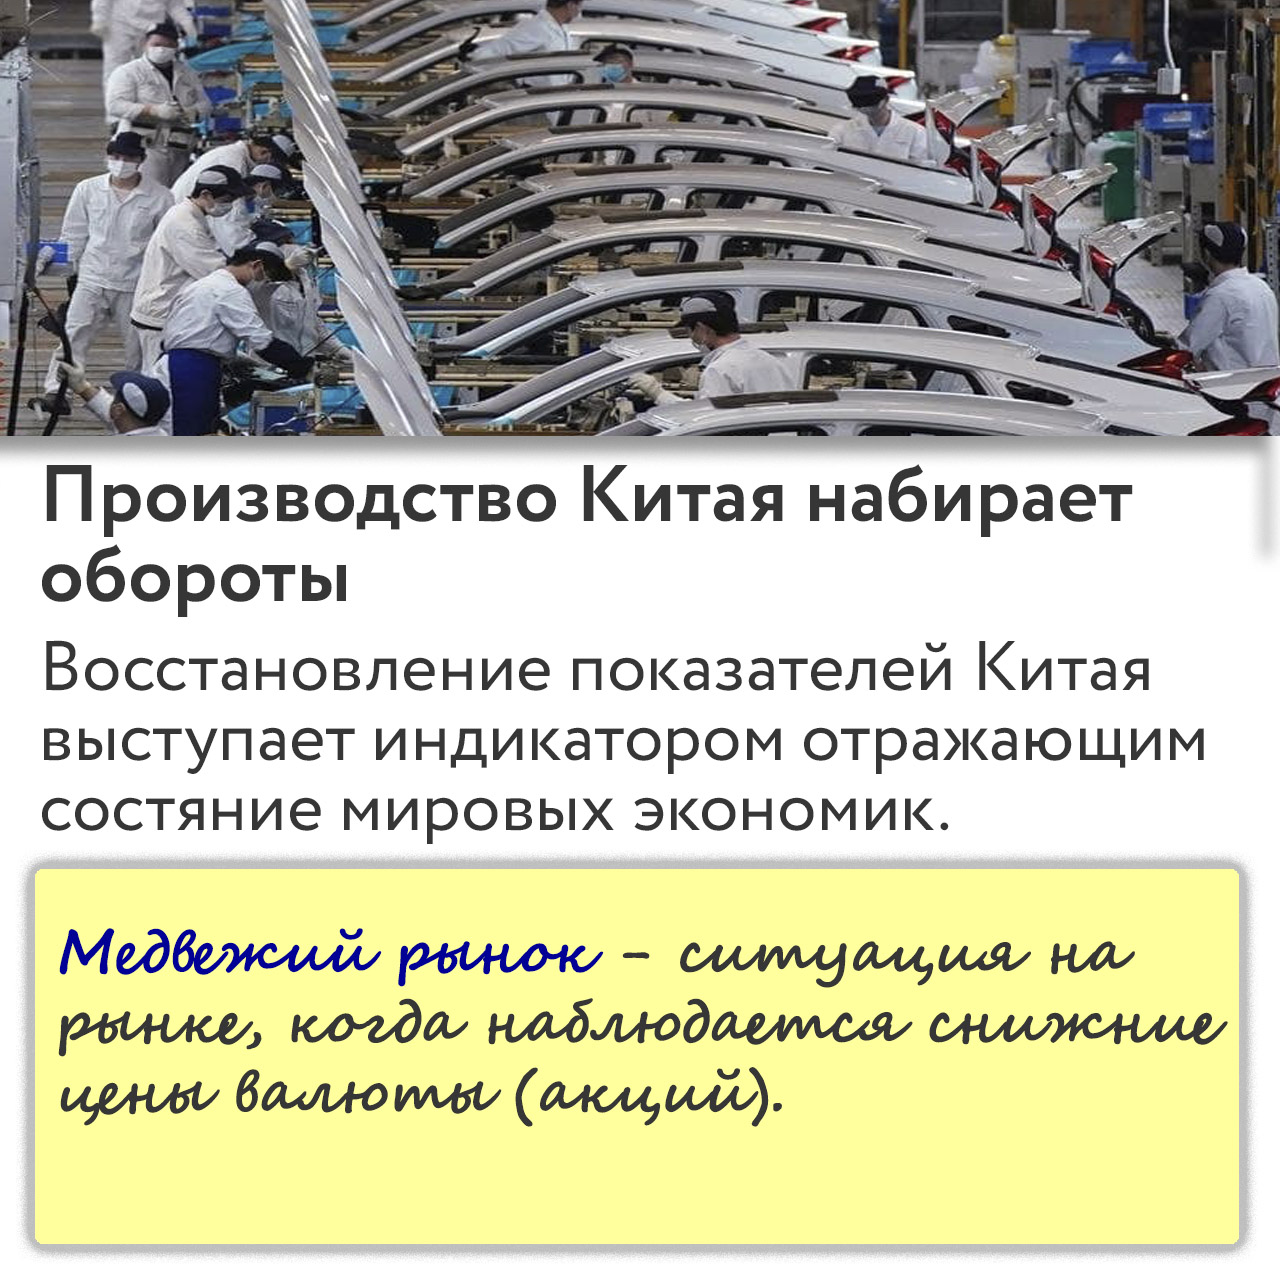 Производство Китая набирает
обороты
Восстановление показателей Китая
выступает индикатором отражающим
состяние мировых экономик.
Медвежий рынок – ситуация на
рынке, когда наблюдается снижние
цены валюты (акций).